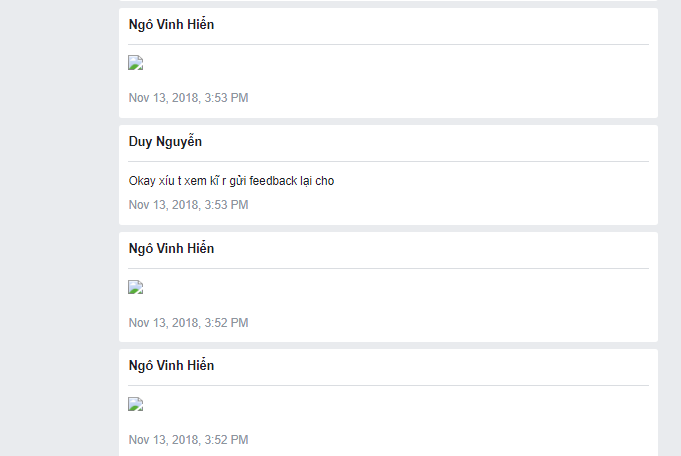 Ngô Vinh Hiển
Nov 13, 2018, 3:53 PM
Duy Nguyễn
Okay xíu t xem kĩ r gửi feedback lại cho
Nov 13, 2018, 3:53 PM
Ngô Vinh Hiển
Nov 13, 2018, 3:52 PM
Ngô Vinh Hiển
Nov 13, 2018, 3:52 PM